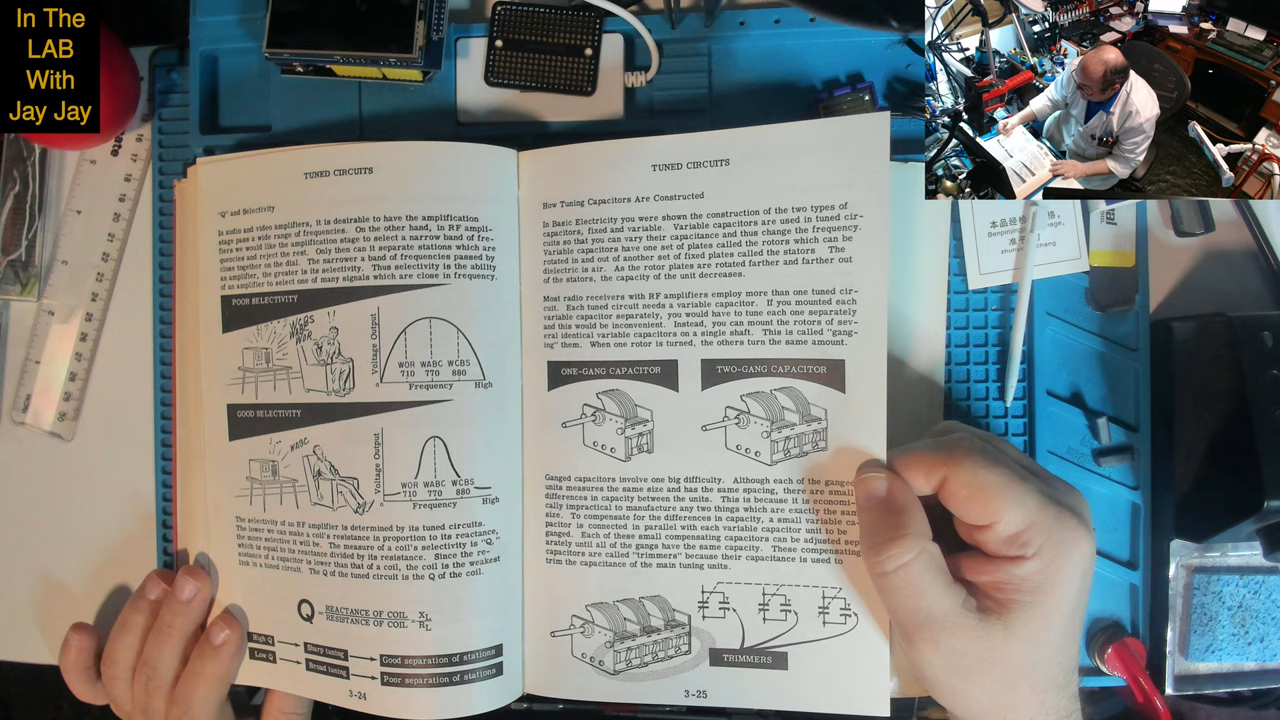 In The
LAB
With
Jay Jay
TUNED CIRCUITS
"Q" and Selectivity
In audio and video amplifiers, it is desirable to have the amplification
stage pass a wide range of frequencies. On the other hand, in RF ampli-
fiers we would like the amplification stage to select a narrow band of fre-
quencies and reject the rest. Only then can it separate stations which are
close together on the dial. The narrower a band of frequencies passed by
an amplifier, the greater is its selectivity. Thus selectivity is the ability
of an amplifier to select one of many signals which are close in frequency.
POOR SELECTIVITY
WCBS
WOR
Voltage Output
WOR WABC WCBS
710 770 880
0
Frequency
High
GOOD SELECTIVITY
WABC
Voltage Output
WOR WABC WCBS
710 770 880
0
Frequency
High
The selectivity of an RF amplifier is determined by its tuned circuits.
The lower we can make a coil's resistance in proportion to its reactance,
the more selective it will be. The measure of a coil's selectivity is "Q,"
which is equal to its reactance divided by its resistance. Since the re-
sistance of a capacitor is lower than that of a coil, the coil is the weakest
link in a tuned circuit. The Q of the tuned circuit is the Q of the coil.
Q = REACTANCE OF COIL / RESISTANCE OF COIL = XL / RL
High Q Sharp tuning Good separation of stations
Low Q Broad tuning Poor separation of stations
3-24
TUNED CIRCUITS
How Tuning Capacitors Are Constructed
In Basic Electricity you were shown the construction of the two types of
capacitors, fixed and variable. Variable capacitors are used in tuned cir-
cuits so that you can vary their capacitance and thus change the frequency.
Variable capacitors have one set of plates called the rotors which can be
rotated in and out of another set of fixed plates called the stators The
dielectric is air. As the rotor plates are rotated farther and farther out
of the stators, the capacity of the unit decreases.
Most radio receivers with RF amplifiers employ more than one tuned cir-
cuit. Each tuned circuit needs a variable capacitor. If you mounted each
variable capacitor separately, you would have to tune each one separately
and this would be inconvenient. Instead, you can mount the rotors of sev-
eral identical variable capacitors on a single shaft. This is called "gang-
ing" them. When one rotor is turned, the others turn the same amount.
ONE-GANG CAPACITOR
TWO-GANG CAPACITOR
Ganged capacitors involve one big difficulty. Although each of the ganged
units measures the same size and has the same spacing, there are small
differences in capacity between the units. This is because it is economi-
cally impractical to manufacture any two things which are exactly the same
size. To compensate for the differences in capacity, a small variable ca-
pacitor is connected in parallel with each variable capacitor unit to be
ganged. Each of these small compensating capacitors can be adjusted sep
arately until all of the gangs have the same capacity. These compensating
capacitors are called "trimmers" because their capacitance is used to
trim the capacitance of the main tuning units.
TRIMMERS
3-25